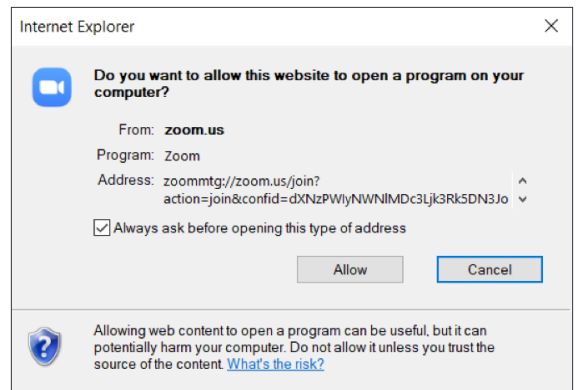 Internet Explorer
Do you want to allow this website to open a program on your
computer?
From: zoom.us
Program: Zoom
Address: zoommtg://zoom.us/join?
action=join&confid=dXNzPWIyNWNlMDc3Ljk3Rk5DN3Jo
Always ask before opening this type of address
Allow Cancel
Allowing web content to open a program can be useful, but it can
potentially harm your computer. Do not allow it unless you trust the
source of the content. What's the risk?